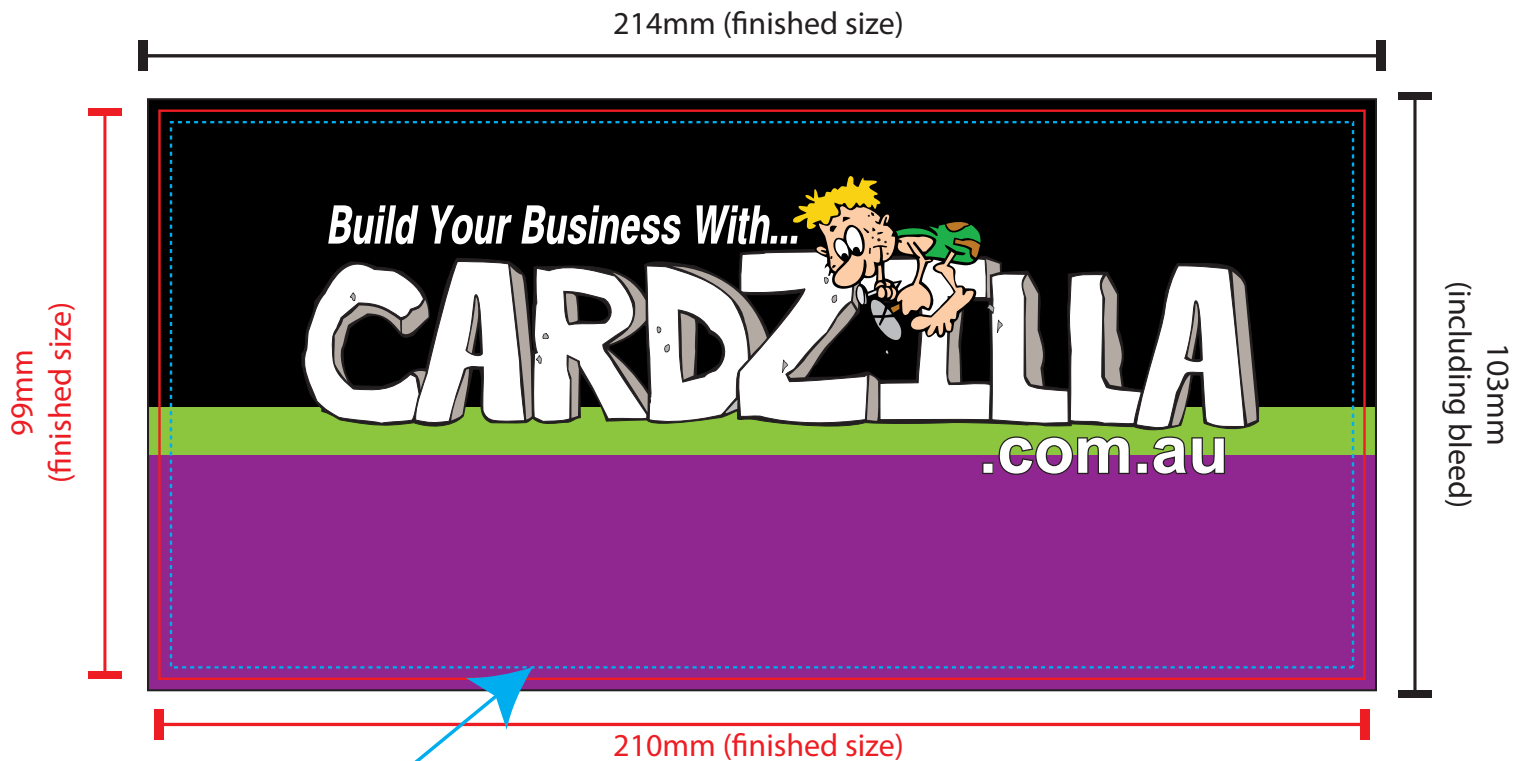 214mm (finished size)
99mm
(finished size)
Build Your Business With...
CARDZILLA
.com.au
103mm
(including bleed)
210mm (finished size)